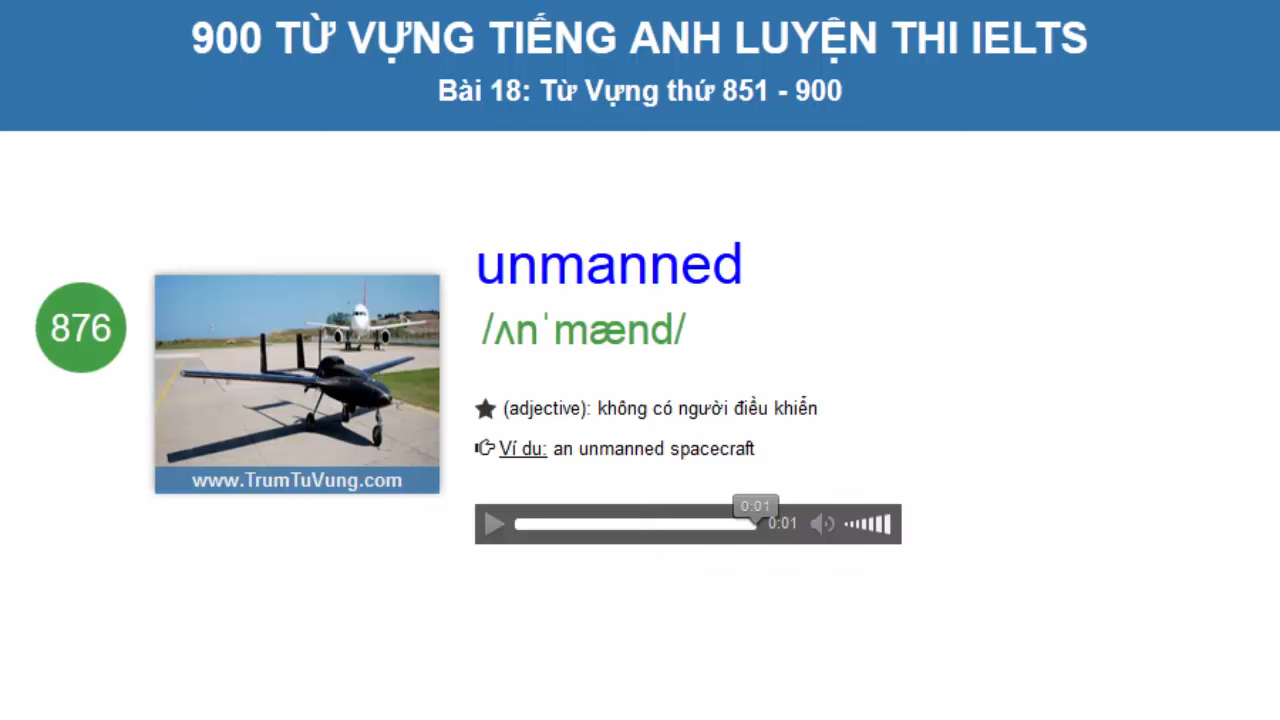 900 TỪ VỰNG TIẾNG ANH LUYỆN THI IELTS
Bài 18: Từ Vựng thứ 851 - 900
876
www.TrumTuVung.com
unmanned
/ʌnˈmænd/
(adjective): không có người điều khiển
Ví dụ: an unmanned spacecraft
0:01
0:01